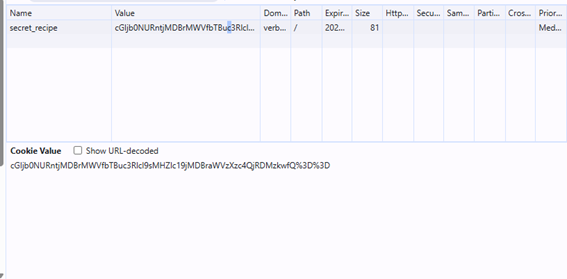 Name Value Dom... Path Expir... Size Http... Secu... Sam... Parti... Cros... Prior...
secret_recipe cGljb0NURntjMDBrMWVfbTBuc3Rlcl... verb... / 202... 81 Med...
Cookie Value Show URL-decoded
cGljb0NURntjMDBrMWVfbTBuc3Rlcl9sMHZlc19jMDBraWVzXzc4QjRDMzkwfQ%3D%3D